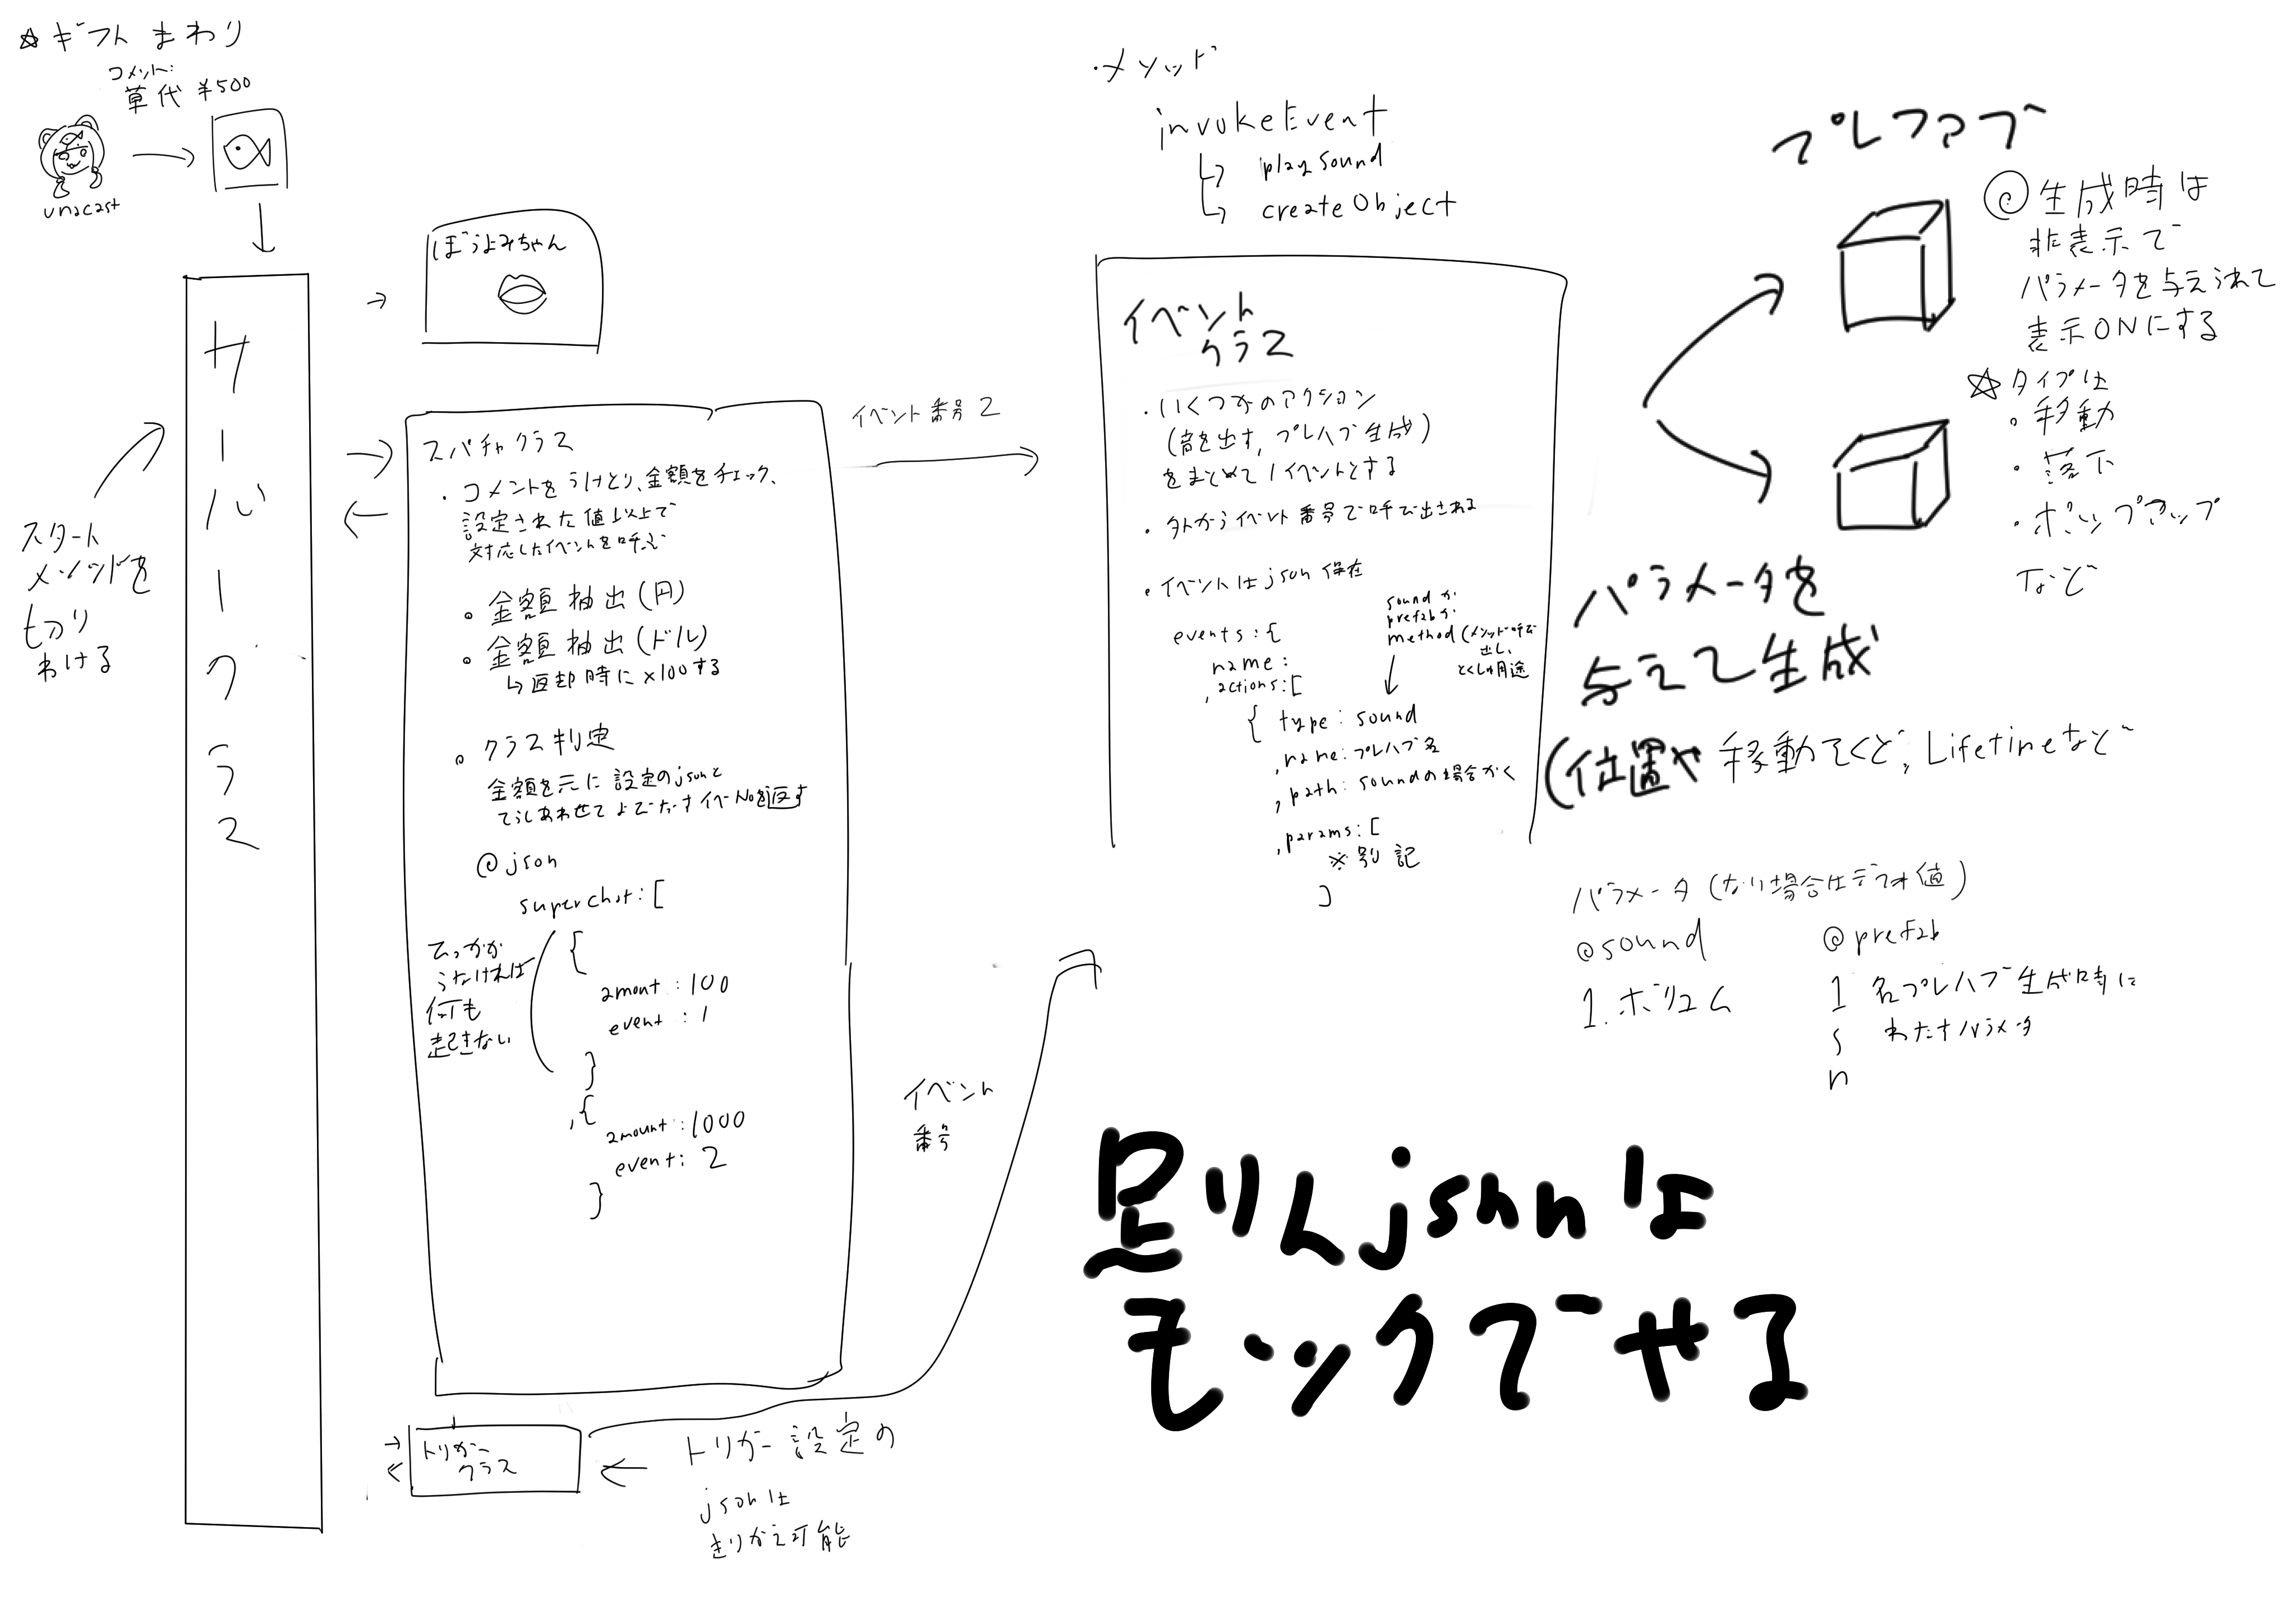 ☆ギフト まわり
コメント:
草代 ¥500
unacast
サーバークラス
スタート
メソッドを
切り
わける
ぼうよみちゃん
スパチャクラス
・コメントをうけとり、金額をチェック、
設定された値以上で
対応したイベントを呼ぶ
・金額抽出(円)
・金額抽出(ドル)
↳返却時に×100する
・クラス判定
金額を元に設定のjsonと
てらしあわせてよびだすイベNoを返す
@json
superchat:[
{
amont:100
event:1
}
,{
amount:1000
event:2
}
ひっかか
らなければ
何も
起きない
イベント番号2
トリガー
クラス
トリガー設定の
jsonは
きりかえ可能
イベント
番号
・メソッド
invokeEvent
↳ playsound
↳ createObject
イベント
クラス
・いくつかのアクション
(音を出す,プレハブ生成)
をまとめて1イベントとする
・外からイベント番号で呼び出される
・イベントはjson保存
soundか
prefabか
method(メソッド呼び
出し、
とくしゅ用途
events:{
name:
,actions:[
{ type:sound
,name:プレハブ名
,path:soundの場合かく
,params:[
※別記
]
プレファブ
@生成時は
非表示で
パラメータを与えられて
表示ONにする
☆タイプは
・移動
・落下
・ポップアップ
など
パラメータを
与えて生成
(位置や移動そくど,Lifetimeなど
パラメータ(なり場合はデフォ値)
@sound
1.ボリュム
@prefab
1 名プレハブ生成時に
わたすパラメータ
n
足りんjsonは
モックでやる